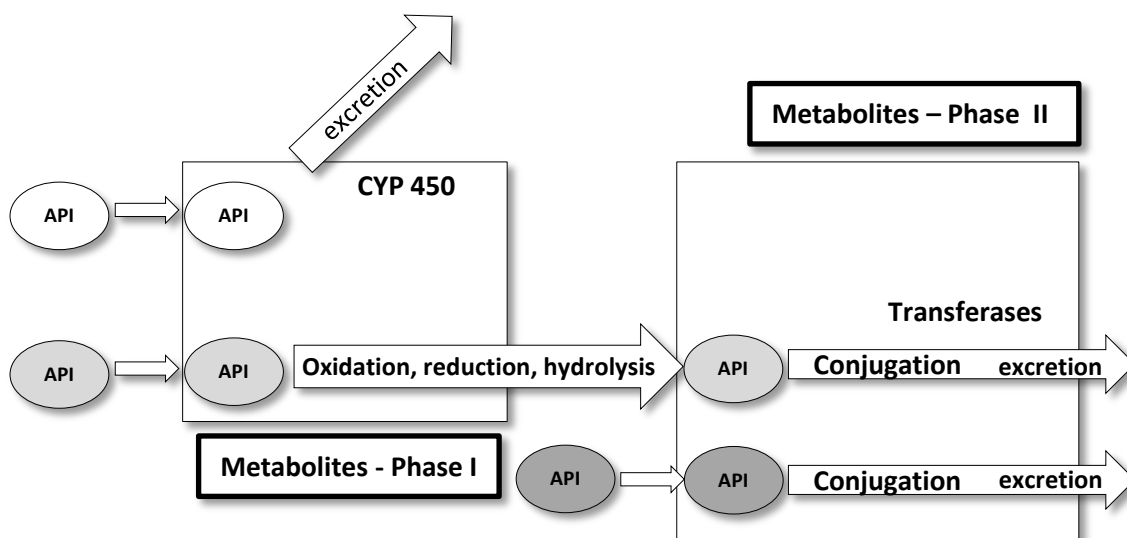 excretion
Metabolites – Phase II
CYP 450
API
API
Transferases
API
API
Oxidation, reduction, hydrolysis
API
Conjugation
excretion
Metabolites - Phase I
API
API
Conjugation
excretion